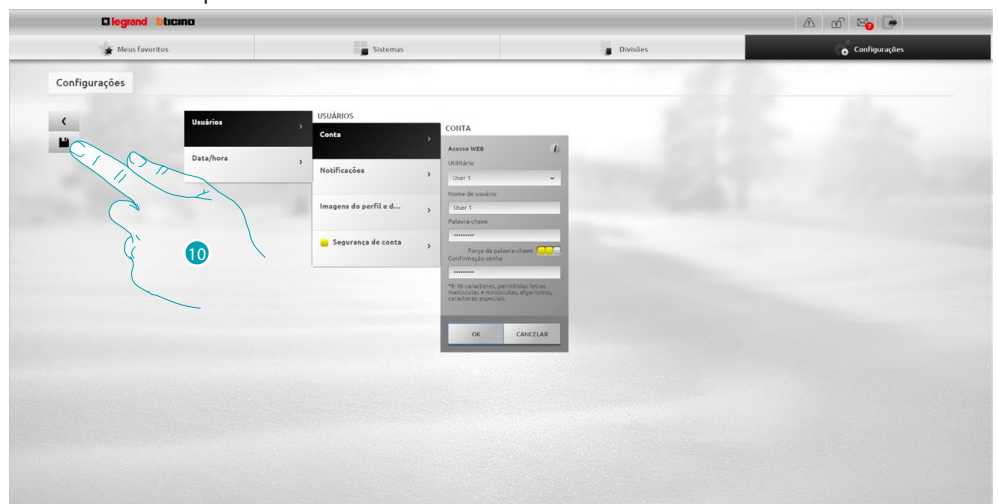 legrand bticino
7
Meus favoritos
Sistemas
Divisões
Configurações
Configurações
Usuários
Data/hora
USUÁRIOS
Conta
Notificações
Imagens do perfil e d...
Segurança de conta
CONTA
Acesso WEB
i
Utilitário
User 1
Nome de usuário
User 1
Palavra-chave
••••••••
Força da palavra-chave
Confirmação senha
••••••••
*8-16 caracteres, permitidas letras
maiúsculas e minúsculas, algarismos,
caracteres especiais
OK
CANCELAR
10